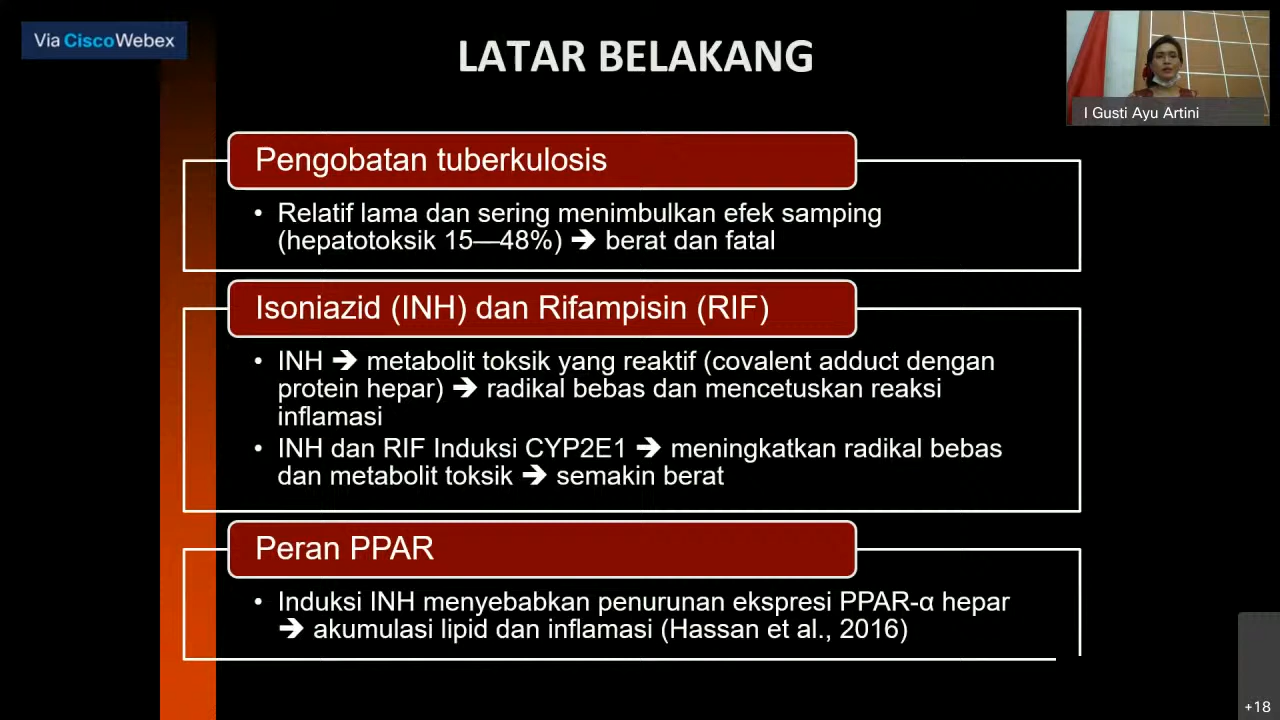 Via CiscoWebex
LATAR BELAKANG
I Gusti Ayu Artini
Pengobatan tuberkulosis
• Relatif lama dan sering menimbulkan efek samping
(hepatotoksik 15—48%) ➔ berat dan fatal
Isoniazid (INH) dan Rifampisin (RIF)
• INH ➔ metabolit toksik yang reaktif (covalent adduct dengan
protein hepar) ➔ radikal bebas dan mencetuskan reaksi
inflamasi
• INH dan RIF Induksi CYP2E1 ➔ meningkatkan radikal bebas
dan metabolit toksik ➔ semakin berat
Peran PPAR
• Induksi INH menyebabkan penurunan ekspresi PPAR-α hepar
➔ akumulasi lipid dan inflamasi (Hassan et al., 2016)
+18